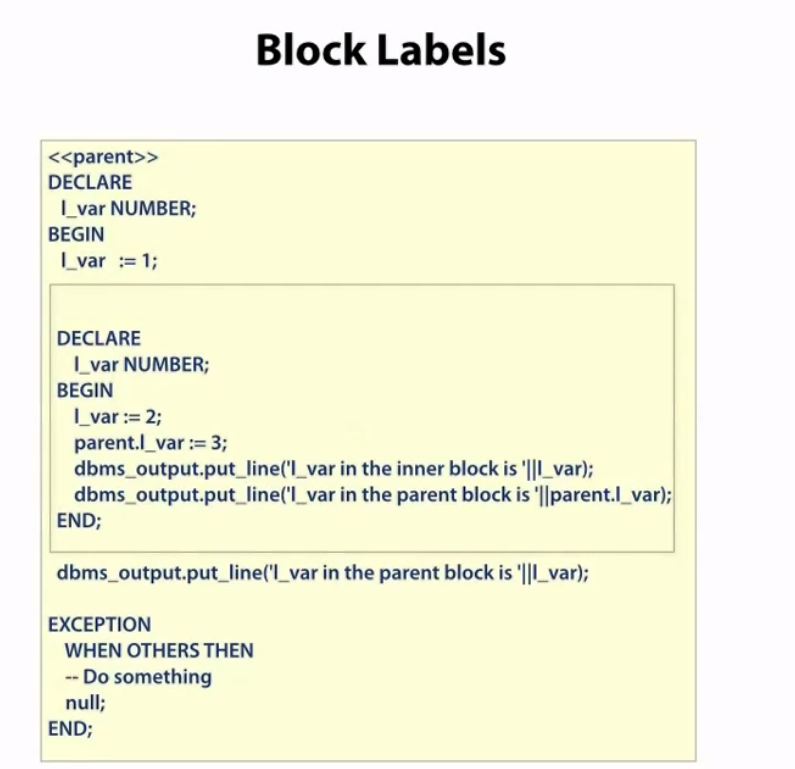 Block Labels
<<parent>>
DECLARE
l_var NUMBER;
BEGIN
l_var := 1;
DECLARE
l_var NUMBER;
BEGIN
l_var := 2;
parent.l_var := 3;
dbms_output.put_line('l_var in the inner block is '||l_var);
dbms_output.put_line('l_var in the parent block is '||parent.l_var);
END;
dbms_output.put_line('l_var in the parent block is '||l_var);
EXCEPTION
WHEN OTHERS THEN
-- Do something
null;
END;